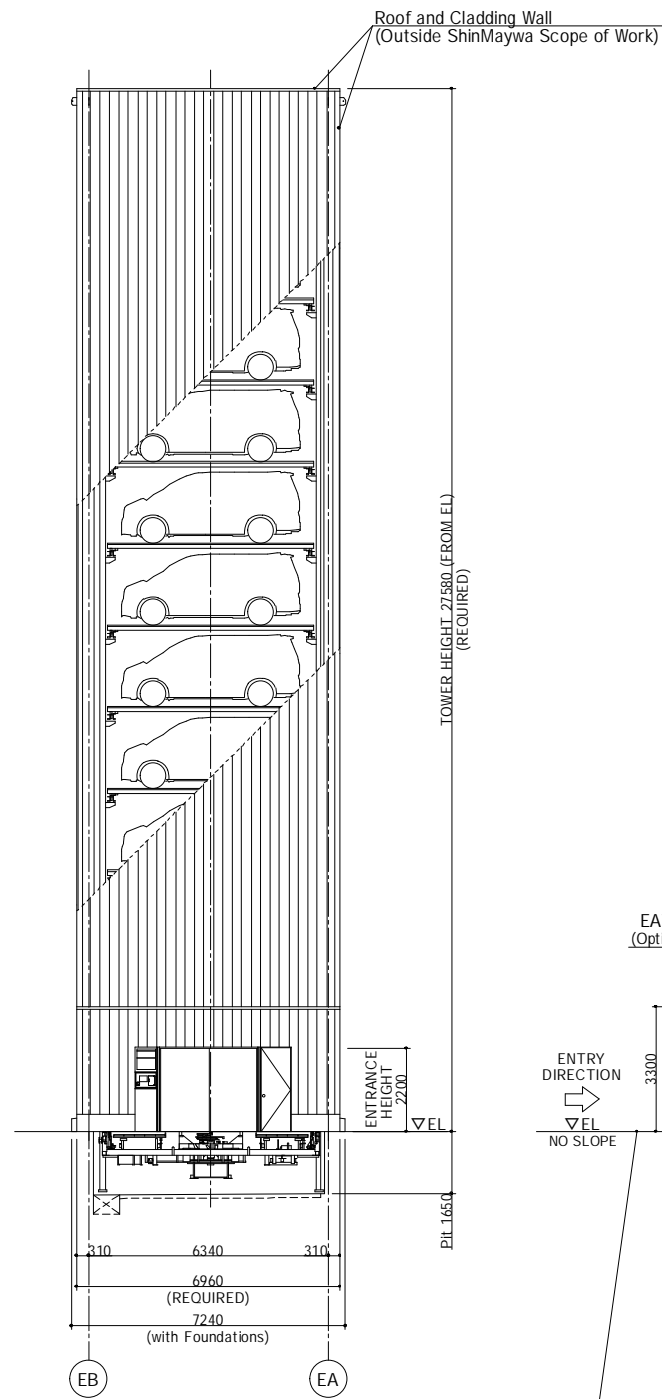 Roof and Cladding Wall
(Outside ShinMaywa Scope of Work)
TOWER HEIGHT 27580 (FROM EL)
(REQUIRED)
EA
(Opti
3300
ENTRANCE
HEIGHT
2200
▽EL
ENTRY
DIRECTION
▽EL
NO SLOPE
Pit 1650
310
6340
310
6960
(REQUIRED)
7240
(with Foundations)
EB
EA